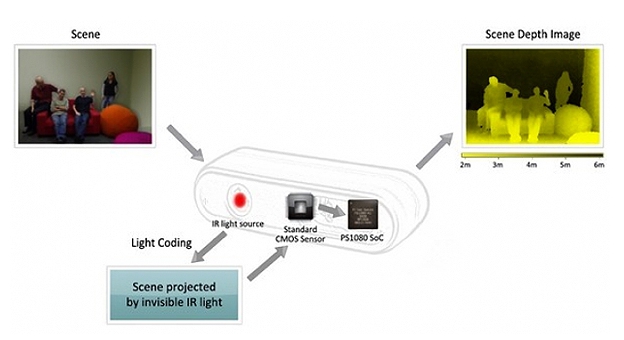 Scene
Scene Depth Image
2m 3m 4m 5m 6m
IR light source
Standard
CMOS Sensor
PS1080 SoC
Light Coding
Scene projected
by invisible IR light